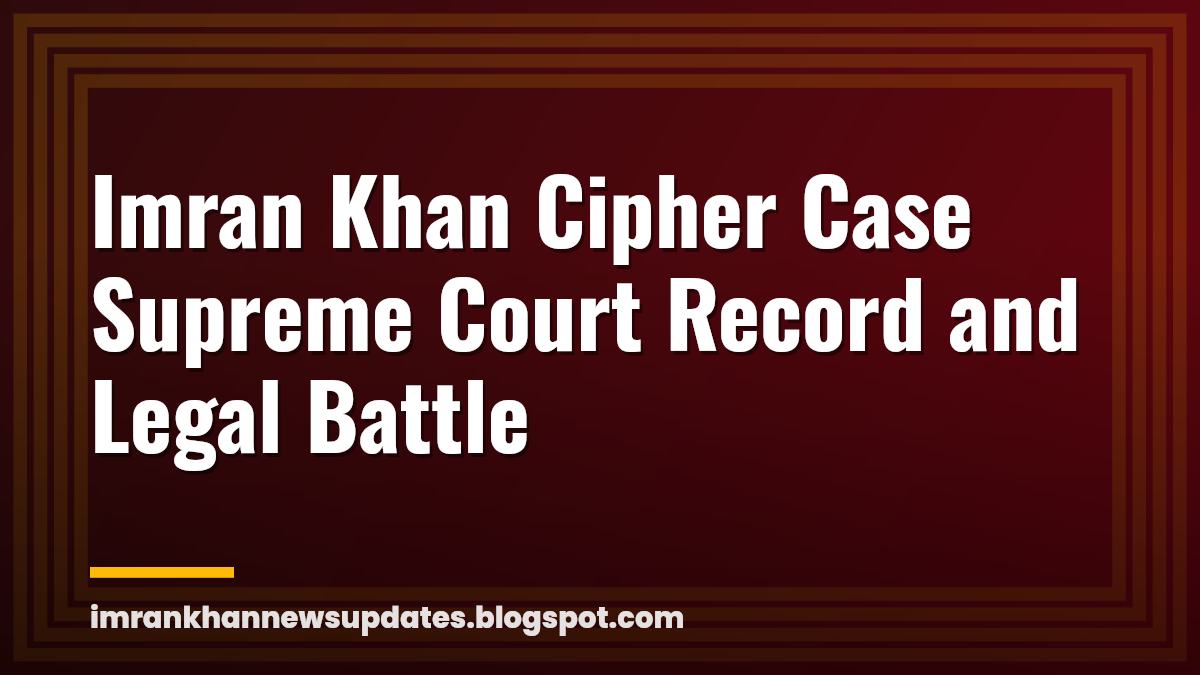 Imran Khan Cipher Case
Supreme Court Record and
Legal Battle
imrankhannewsupdates.blogspot.com